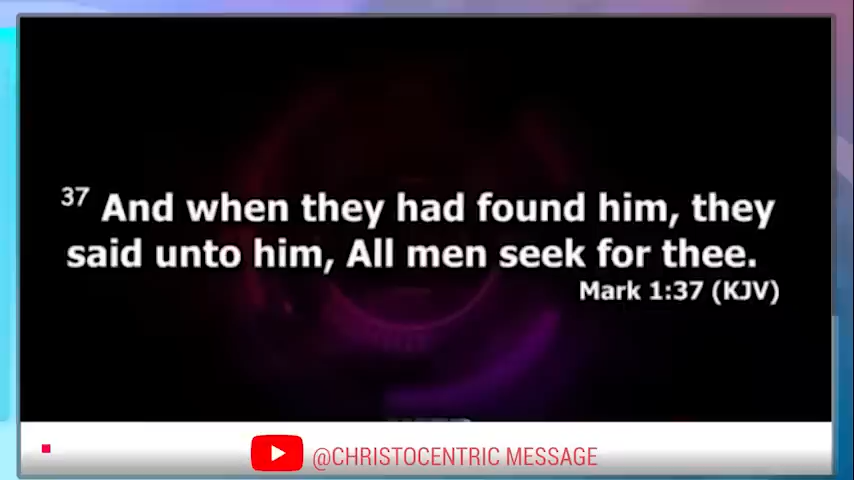 37 And when they had found him, they
said unto him, All men seek for thee.
Mark 1:37 (KJV)
@CHRISTOCENTRIC MESSAGE